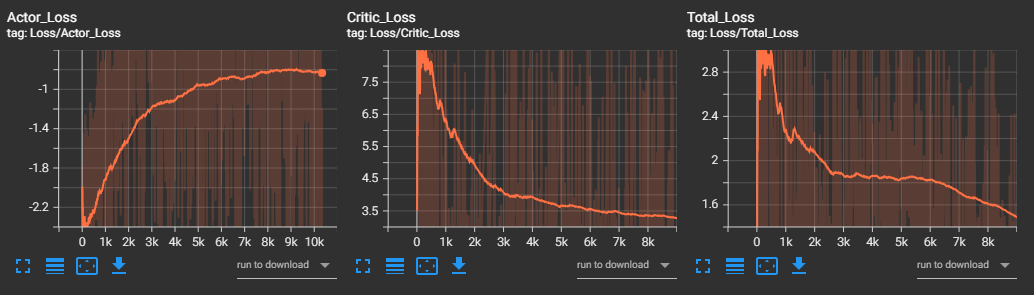 Actor_Loss
tag: Loss/Actor_Loss
-1
-1.4
-1.8
-2.2
0 1k 2k 3k 4k 5k 6k 7k 8k 9k 10k
run to download
Critic_Loss
tag: Loss/Critic_Loss
7.5
6.5
5.5
4.5
3.5
0 1k 2k 3k 4k 5k 6k 7k 8k
run to download
Total_Loss
tag: Loss/Total_Loss
2.8
2.4
2
1.6
0 1k 2k 3k 4k 5k 6k 7k 8k
run to download